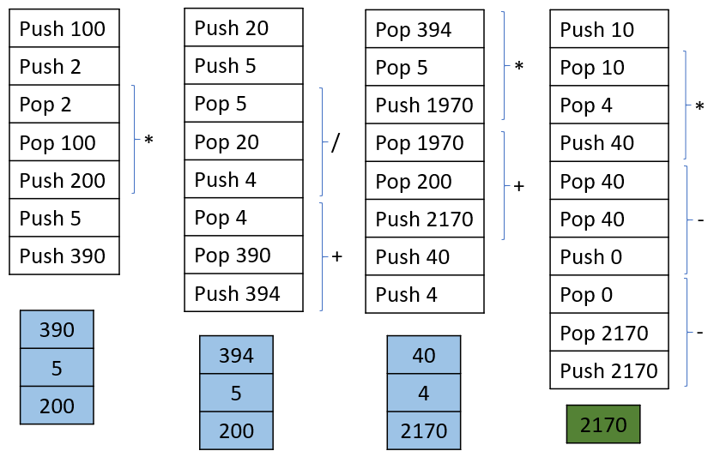 Push 100
Push 2
Pop 2
Pop 100
*
Push 200
Push 5
Push 390
390
5
200
Push 20
Push 5
Pop 5
Pop 20
/
Push 4
Pop 4
Pop 390
+
Push 394
394
5
200
Pop 394
Pop 5
*
Push 1970
Pop 1970
Pop 200
+
Push 2170
Push 40
Push 4
40
4
2170
Push 10
Pop 10
Pop 4
*
Push 40
Pop 40
Pop 40
-
Push 0
Pop 0
Pop 2170
-
Push 2170
2170